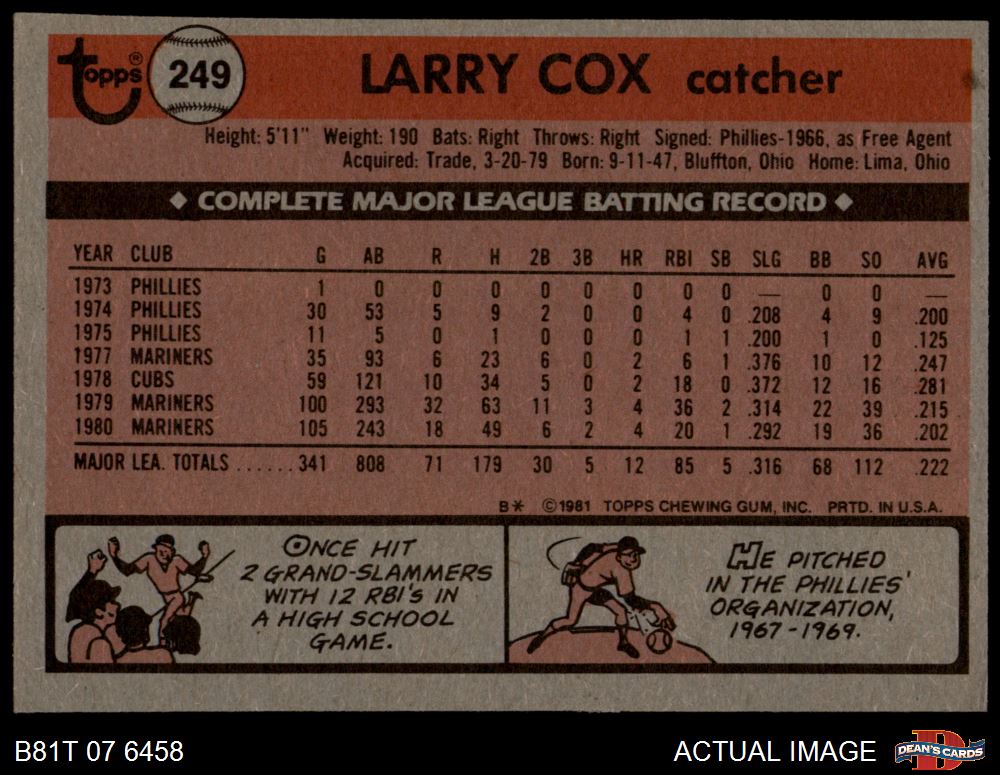 topps® 249 LARRY COX catcher
Height: 5'11" Weight: 190 Bats: Right Throws: Right Signed: Phillies-1966, as Free Agent
Acquired: Trade, 3-20-79 Born: 9-11-47, Bluffton, Ohio Home: Lima, Ohio
◆ COMPLETE MAJOR LEAGUE BATTING RECORD ◆
YEAR CLUB G AB R H 2B 3B HR RBI SB SLG BB SO AVG
1973 PHILLIES 1 0 0 0 0 0 0 0 0 — 0 0 —
1974 PHILLIES 30 53 5 9 2 0 0 4 0 .208 4 9 .200
1975 PHILLIES 11 5 0 1 0 0 0 1 1 .200 1 0 .125
1977 MARINERS 35 93 6 23 6 0 2 6 1 .376 10 12 .247
1978 CUBS 59 121 10 34 5 0 2 18 0 .372 12 16 .281
1979 MARINERS 100 293 32 63 11 3 4 36 2 .314 22 39 .215
1980 MARINERS 105 243 18 49 6 2 4 20 1 .292 19 36 .202
MAJOR LEA. TOTALS ...... 341 808 71 179 30 5 12 85 5 .316 68 112 .222
B* ©1981 TOPPS CHEWING GUM, INC. PRTD. IN U.S.A.
ONCE HIT
2 GRAND-SLAMMERS
WITH 12 RBI's IN
A HIGH SCHOOL
GAME.
HE PITCHED
IN THE PHILLIES'
ORGANIZATION,
1967-1969.
B81T 07 6458
ACTUAL IMAGE
D
DEAN'S CARDS